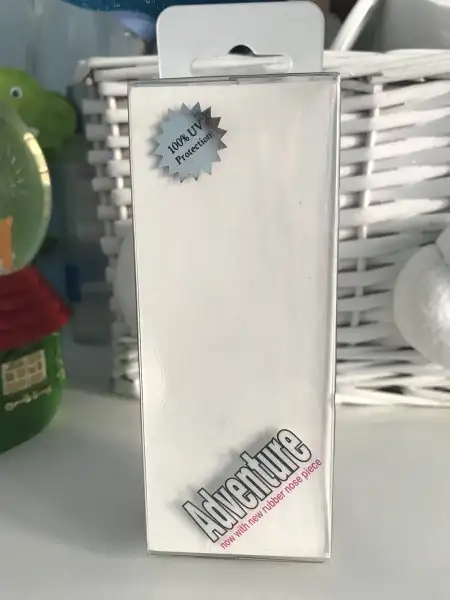 100% UV
Protection
Adventure
now with new rubber nose piece